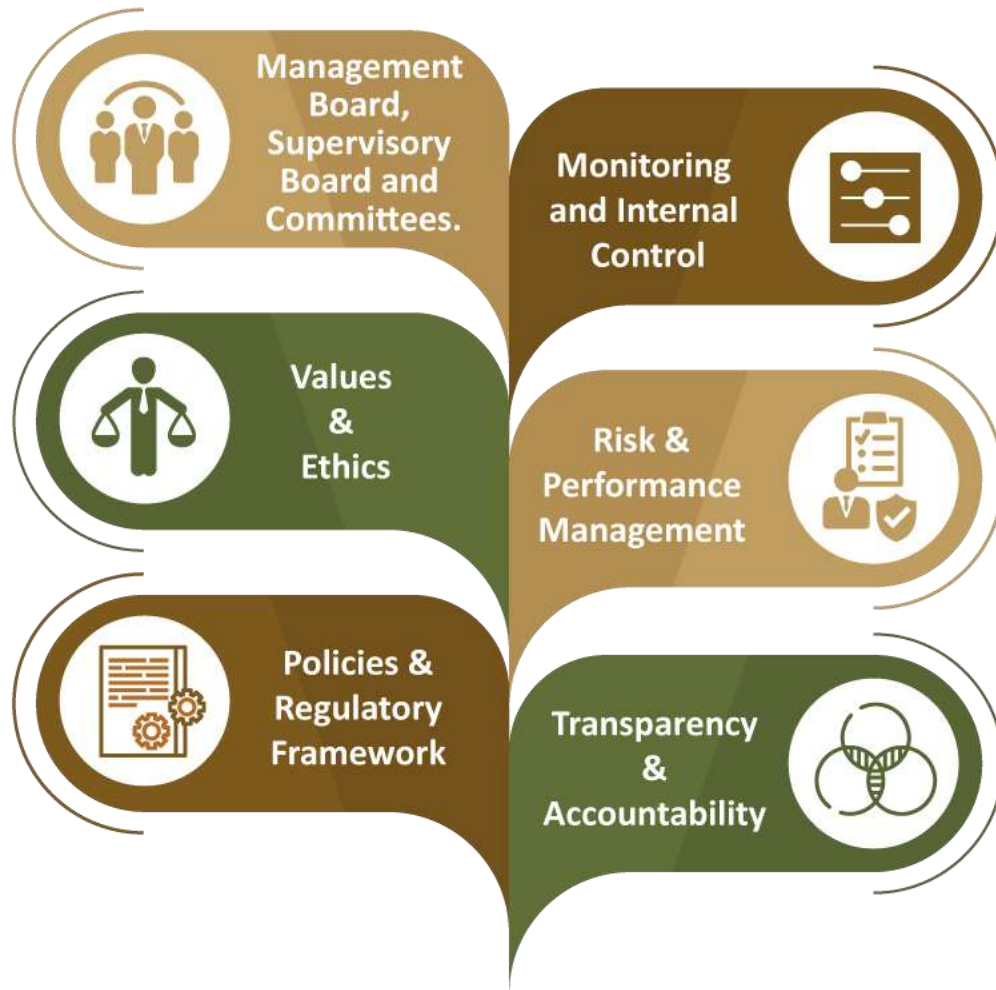 Management
Board,
Supervisory
Board and
Committees.
Monitoring
and Internal
Control
Values
&
Ethics
Risk &
Performance
Management
Policies &
Regulatory
Framework
Transparency
&
Accountability